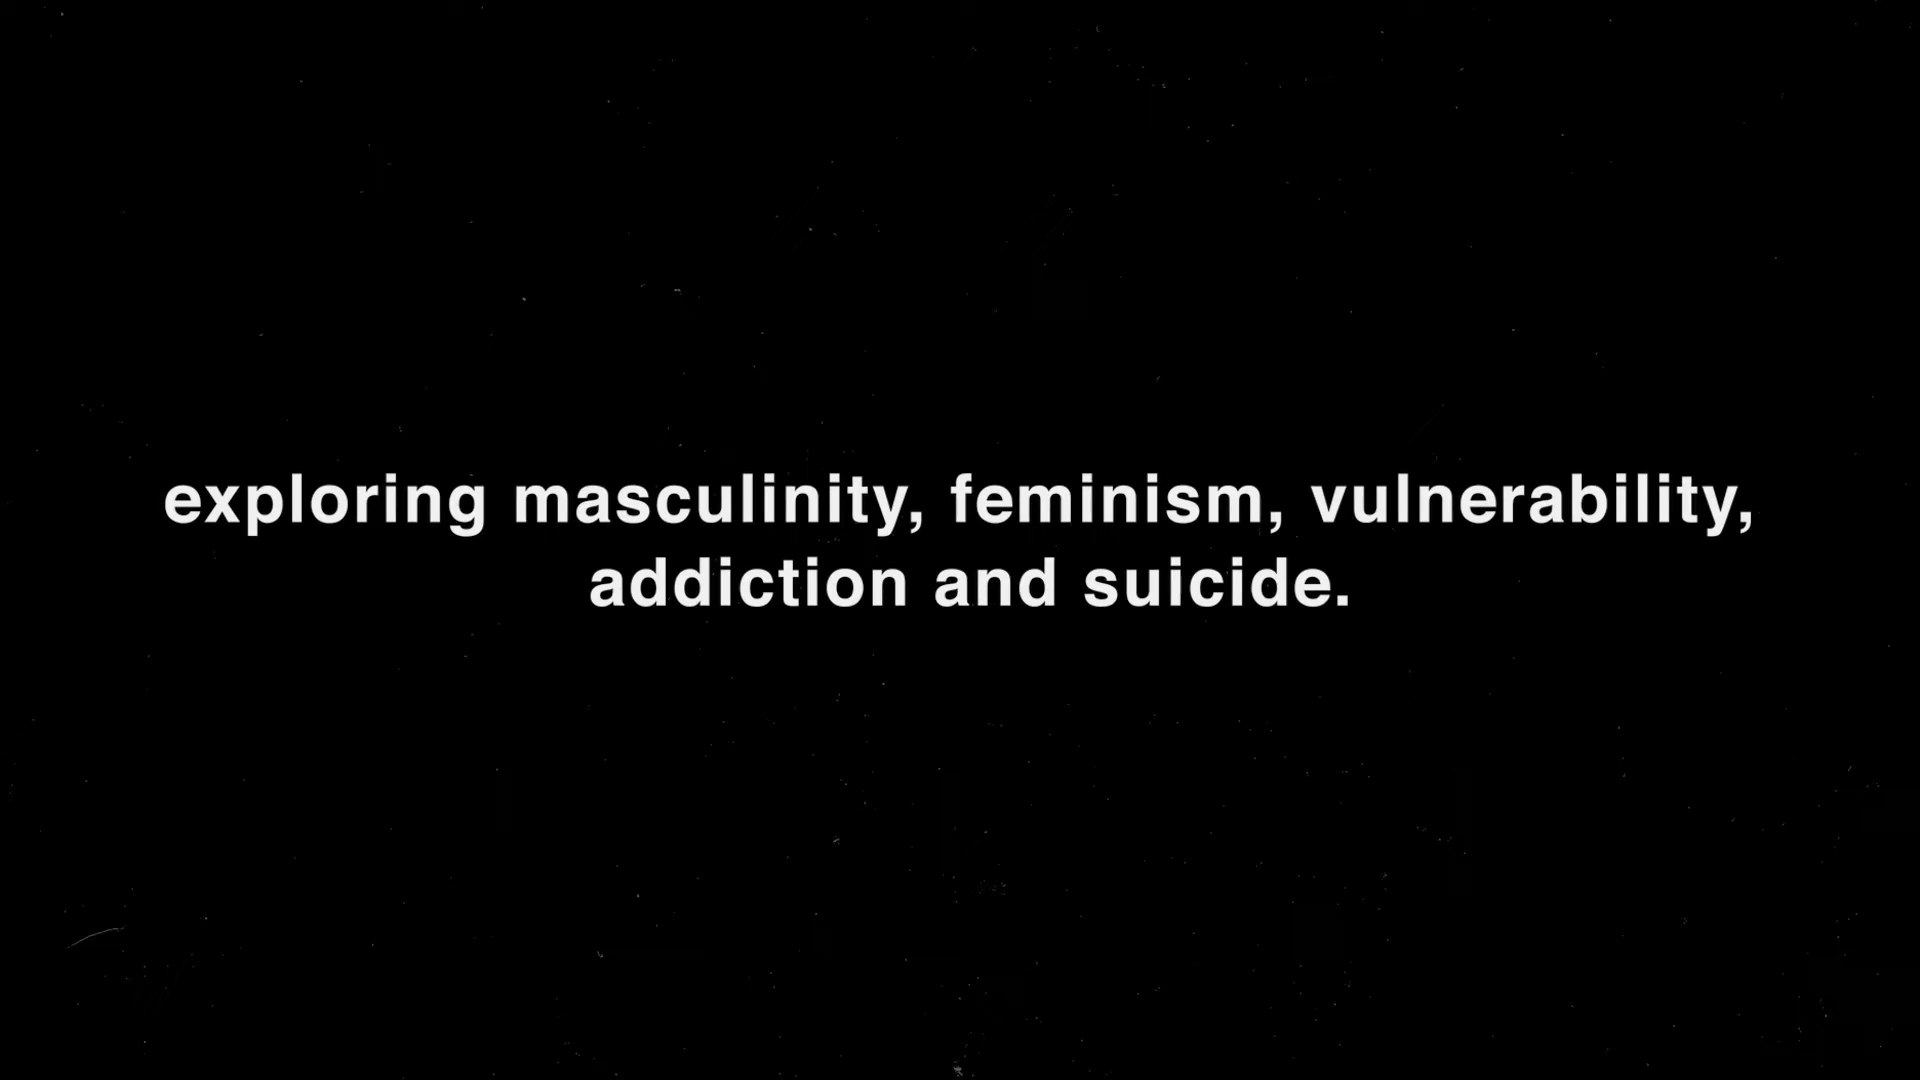 exploring masculinity, feminism, vulnerability,
addiction and suicide.